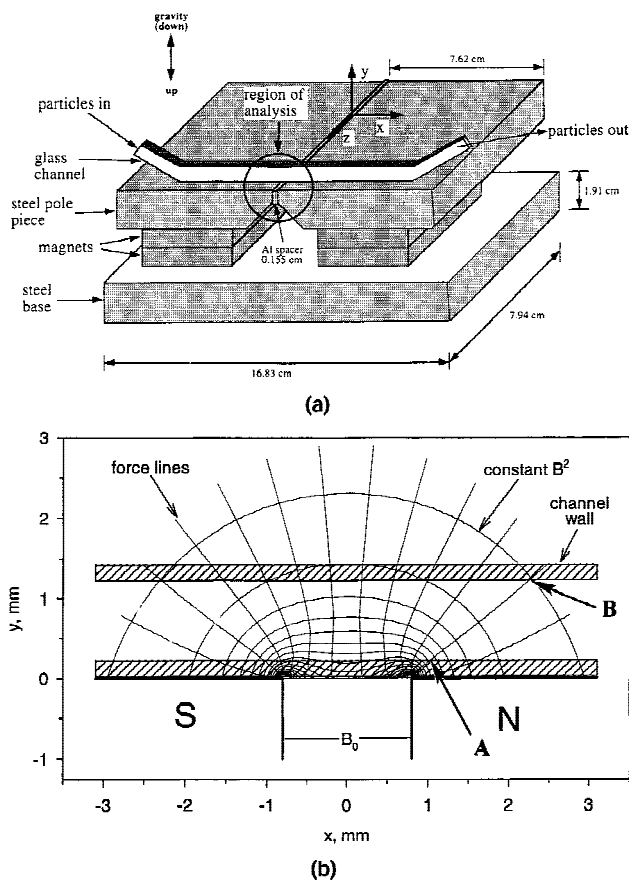 gravity
(down)
up
y
x
z
7.62 cm
region of
analysis
particles in
particles out
glass
channel
steel pole
piece
1.91 cm
magnets
Al spacer
0.155 cm
steel
base
7.94 cm
16.83 cm
(a)
3
2
1
0
-1
y, mm
force lines
constant B²
channel
wall
B
A
S
N
B₀
-3
-2
-1
0
1
2
3
x, mm
(b)